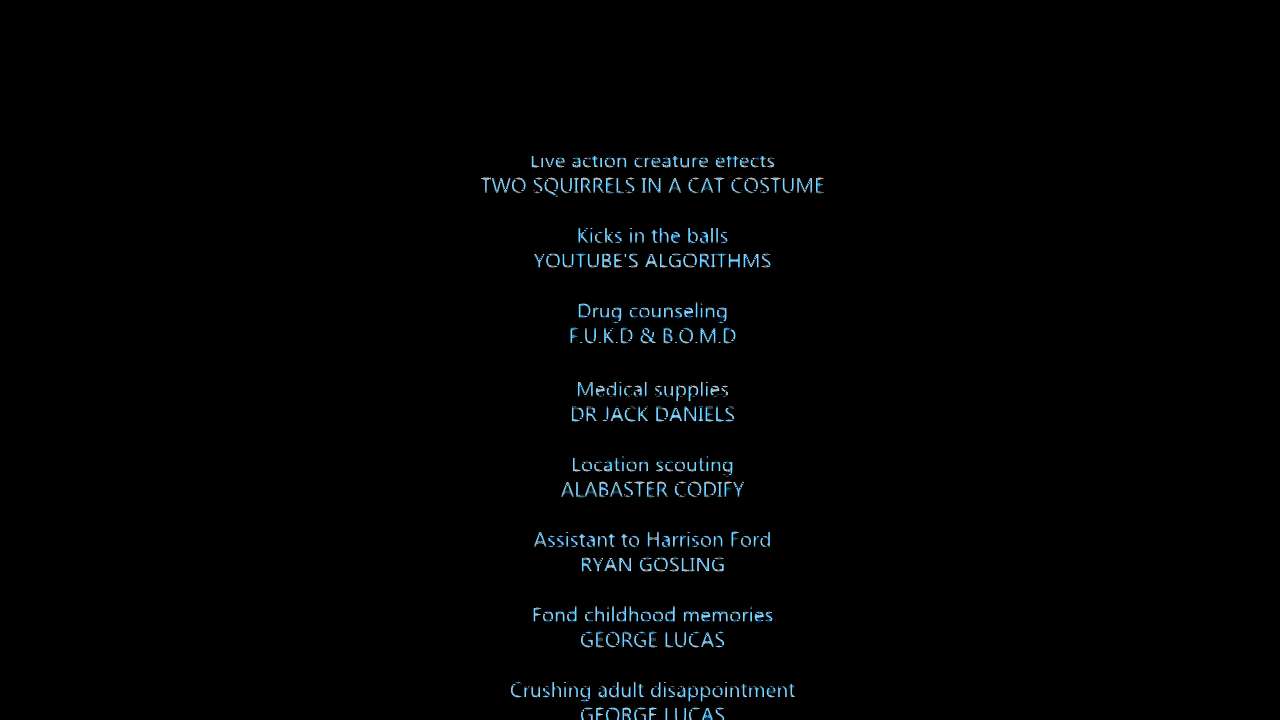 Live action creature effects
TWO SQUIRRELS IN A CAT COSTUME
Kicks in the balls
YOUTUBE'S ALGORITHMS
Drug counseling
F.U.K.D & B.O.M.D
Medical supplies
DR JACK DANIELS
Location scouting
ALABASTER CODIFY
Assistant to Harrison Ford
RYAN GOSLING
Fond childhood memories
GEORGE LUCAS
Crushing adult disappointment
GEORGE LUCAS